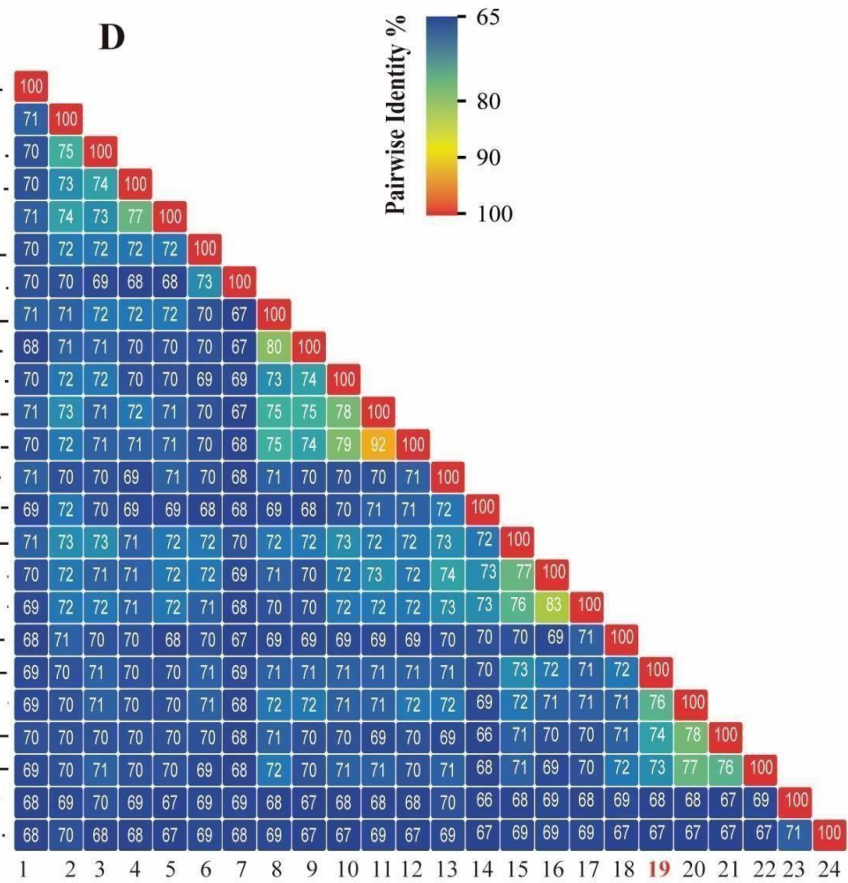 D
Pairwise Identity %
65
80
90
100
100
71 100
70 75 100
70 73 74 100
71 74 73 77 100
70 72 72 72 72 100
70 70 69 68 68 73 100
71 71 72 72 72 70 67 100
68 71 71 70 70 70 67 80 100
70 72 72 70 70 69 69 73 74 100
71 73 71 72 71 70 67 75 75 78 100
70 72 71 71 71 70 68 75 74 79 92 100
71 70 70 69 71 70 68 71 70 70 70 71 100
69 72 70 69 69 68 68 69 68 70 71 71 72 100
71 73 73 71 72 72 70 72 72 73 72 72 73 72 100
70 72 71 71 72 72 69 71 70 72 73 72 74 73 77 100
69 72 72 71 72 71 68 70 70 72 72 72 73 73 76 83 100
68 71 70 70 68 70 67 69 69 69 69 69 70 70 70 69 71 100
69 70 71 70 70 71 69 71 71 71 71 71 71 70 73 72 71 72 100
69 70 71 70 70 71 68 72 72 71 71 72 72 69 72 71 71 71 76 100
70 70 70 70 70 70 68 71 70 70 69 70 69 66 71 70 70 71 74 78 100
69 70 71 70 70 69 68 72 70 71 71 70 71 68 71 69 70 72 73 77 76 100
68 69 70 69 67 69 69 68 67 68 68 68 70 66 68 69 68 69 68 68 67 69 100
68 70 68 68 67 69 68 69 67 67 69 67 69 67 69 69 69 67 67 67 67 67 71 100
1 2 3 4 5 6 7 8 9 10 11 12 13 14 15 16 17 18 19 20 21 22 23 24